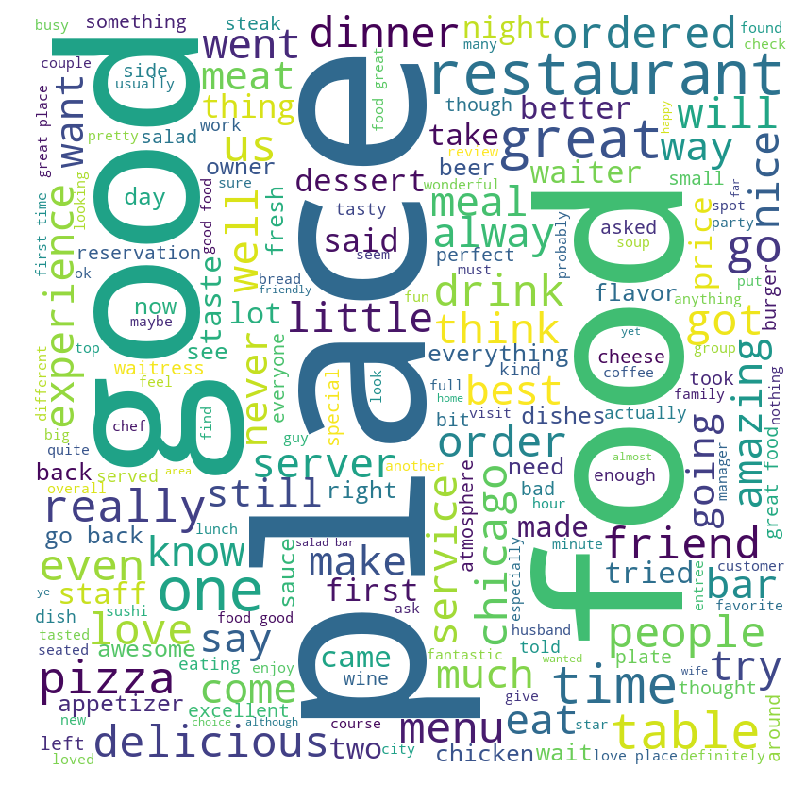 busy
something
steak
dinner
night
ordered
found
couple
went
many
check
side
usually
want
meat
restaurant
food great
great place
pretty
salad
thing
though
better
will
happy
work
us
take
great
way
review
looking
owner
dessert
beer
waiter
small
nice
far
day
sure
wonderful
good
place
food
experience
well
fresh
tasty
meal
asked
spot
party
first time
good food
said
alway
probably
soup
go
price
reservation
seem
perfect
ok
taste
bread
must
friendly
flavor
put
anything
burger
now
maybe
lot
little
fun
drink
got
top
see
never
everyone
think
yet
group
different
waitress
feel
special
look
everything
kind
cheese
coffee
took
nothing
amazing
full
home
best
family
big
chef
find
guy
bit
visit
dishes
actually
quite
order
going
manager
great food
back
served
area
server
another
need
bad
enough
almost
overall
really
still
right
atmosphere
hour
go back
lunch
salad bar
service
chicago
made
friend
know
sauce
make
especially
minute
even
tried
customer
ye
staff
one
first
bar
entree
favorite
dish
sushi
food good
ask
husband
people
tasted
love
say
told
seated
awesome
came
fantastic
wanted
plate
try
eating
enjoy
wine
much
wife
pizza
come
give
time
thought
around
appetizer
excellent
new
choice
although
course
menu
eat
star
table
left
delicious
two
city
chicken
wait
love place
definitely
loved